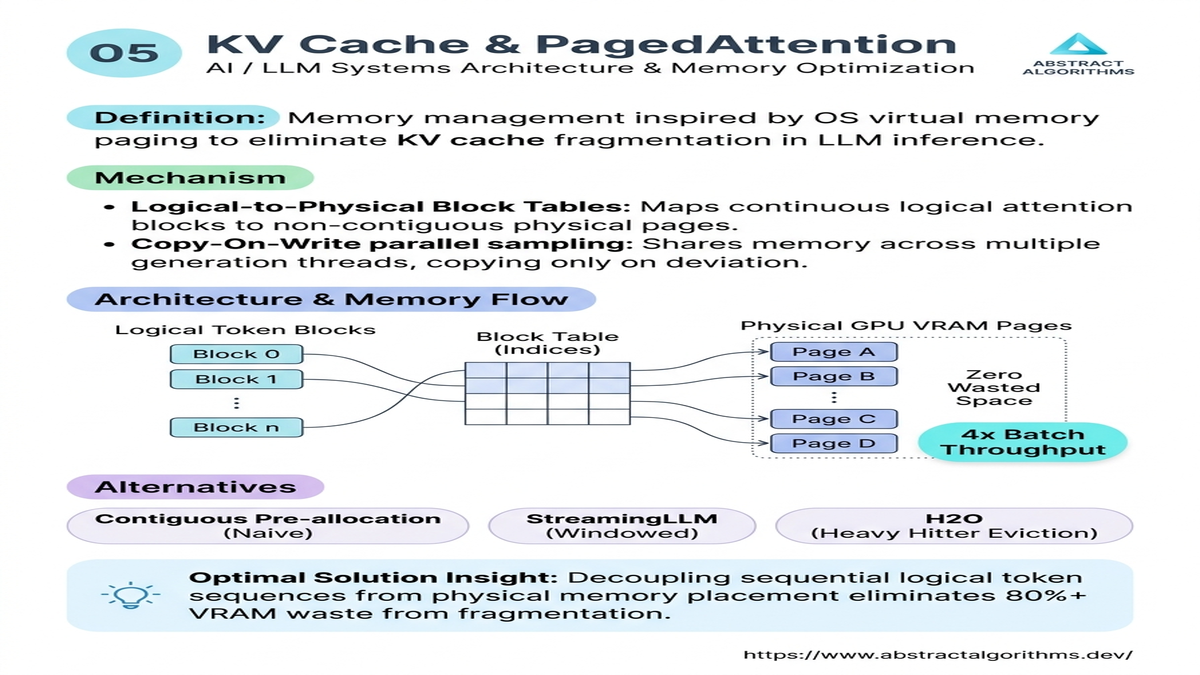 05
KV Cache & PagedAttention
AI / LLM Systems Architecture & Memory Optimization
ABSTRACT
ALGORITHMS
Definition: Memory management inspired by OS virtual memory
paging to eliminate KV cache fragmentation in LLM inference.
Mechanism
• Logical-to-Physical Block Tables: Maps continuous logical attention
blocks to non-contiguous physical pages.
• Copy-On-Write parallel sampling: Shares memory across multiple
generation threads, copying only on deviation.
Architecture & Memory Flow
Logical Token Blocks
Block 0
Block 1
⋮
Block n
Block Table
(Indices)
Physical GPU VRAM Pages
Page A
Page B
⋮
Page C
Page D
Zero
Wasted
Space
4x Batch
Throughput
Alternatives
Contiguous Pre-allocation
(Naive)
StreamingLLM
(Windowed)
H2O
(Heavy Hitter Eviction)
Optimal Solution Insight: Decoupling sequential logical token
sequences from physical memory placement eliminates 80%+
VRAM waste from fragmentation.
https://www.abstractalgorithms.dev/